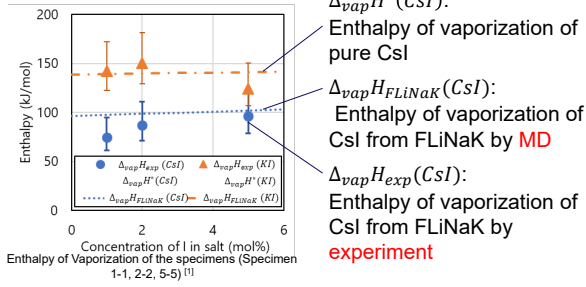 Δ_vap H°(CsI):
Enthalpy of vaporization of
pure CsI
Δ_vap H_FLiNaK(CsI):
Enthalpy of vaporization of
CsI from FLiNaK by MD
Δ_vap H_exp(CsI):
Enthalpy of vaporization of
CsI from FLiNaK by
experiment
Enthalpy (kJ/mol)
200
150
100
50
0
Δ_vap H_exp (CsI) Δ_vap H_exp (KI)
Δ_vap H°(CsI) Δ_vap H°(KI)
Δ_vap H_FLiNaK (CsI) Δ_vap H_FLiNaK (KI)
0 2 4 6
Concentration of I in salt (mol%)
Enthalpy of Vaporization of the specimens (Specimen
1-1, 2-2, 5-5) [1]